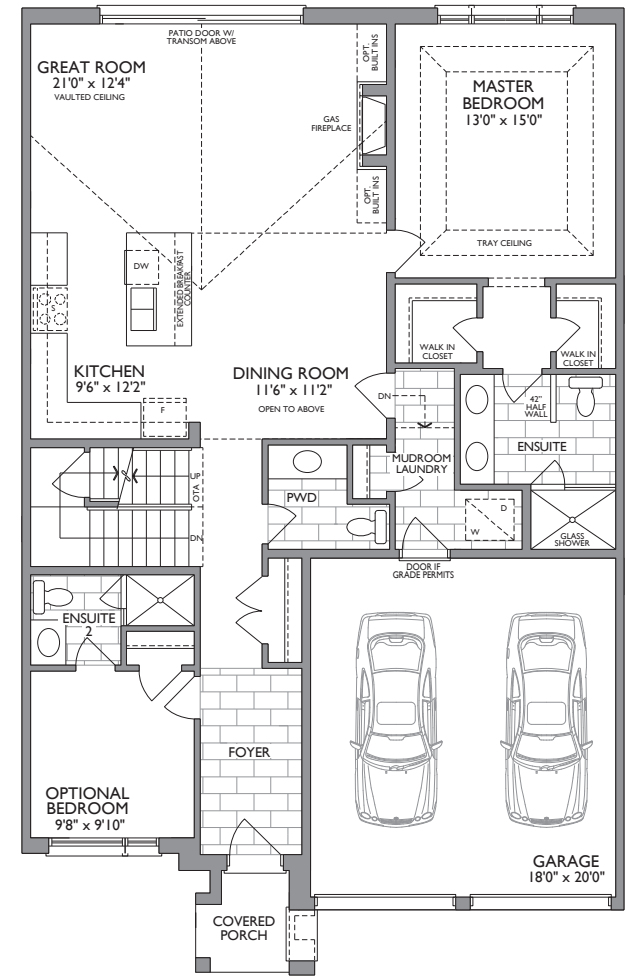 PATIO DOOR W/
TRANSOM ABOVE
GREAT ROOM
21'0" x 12'4"
VAULTED CEILING
OPT.
BUILT INS
GAS
FIREPLACE
OPT.
BUILT INS
MASTER
BEDROOM
13'0" x 15'0"
TRAY CEILING
DW
EXTENDED BREAKFAST
COUNTER
S
KITCHEN
9'6" x 12'2"
F
DINING ROOM
11'6" x 11'2"
OPEN TO ABOVE
WALK IN
CLOSET
WALK IN
CLOSET
DN
42"
HALF
WALL
ENSUITE
MUDROOM
LAUNDRY
UP
OTA
DN
PWD
D
W
GLASS
SHOWER
DOOR IF
GRADE PERMITS
ENSUITE
2
FOYER
OPTIONAL
BEDROOM
9'8" x 9'10"
GARAGE
18'0" x 20'0"
COVERED
PORCH